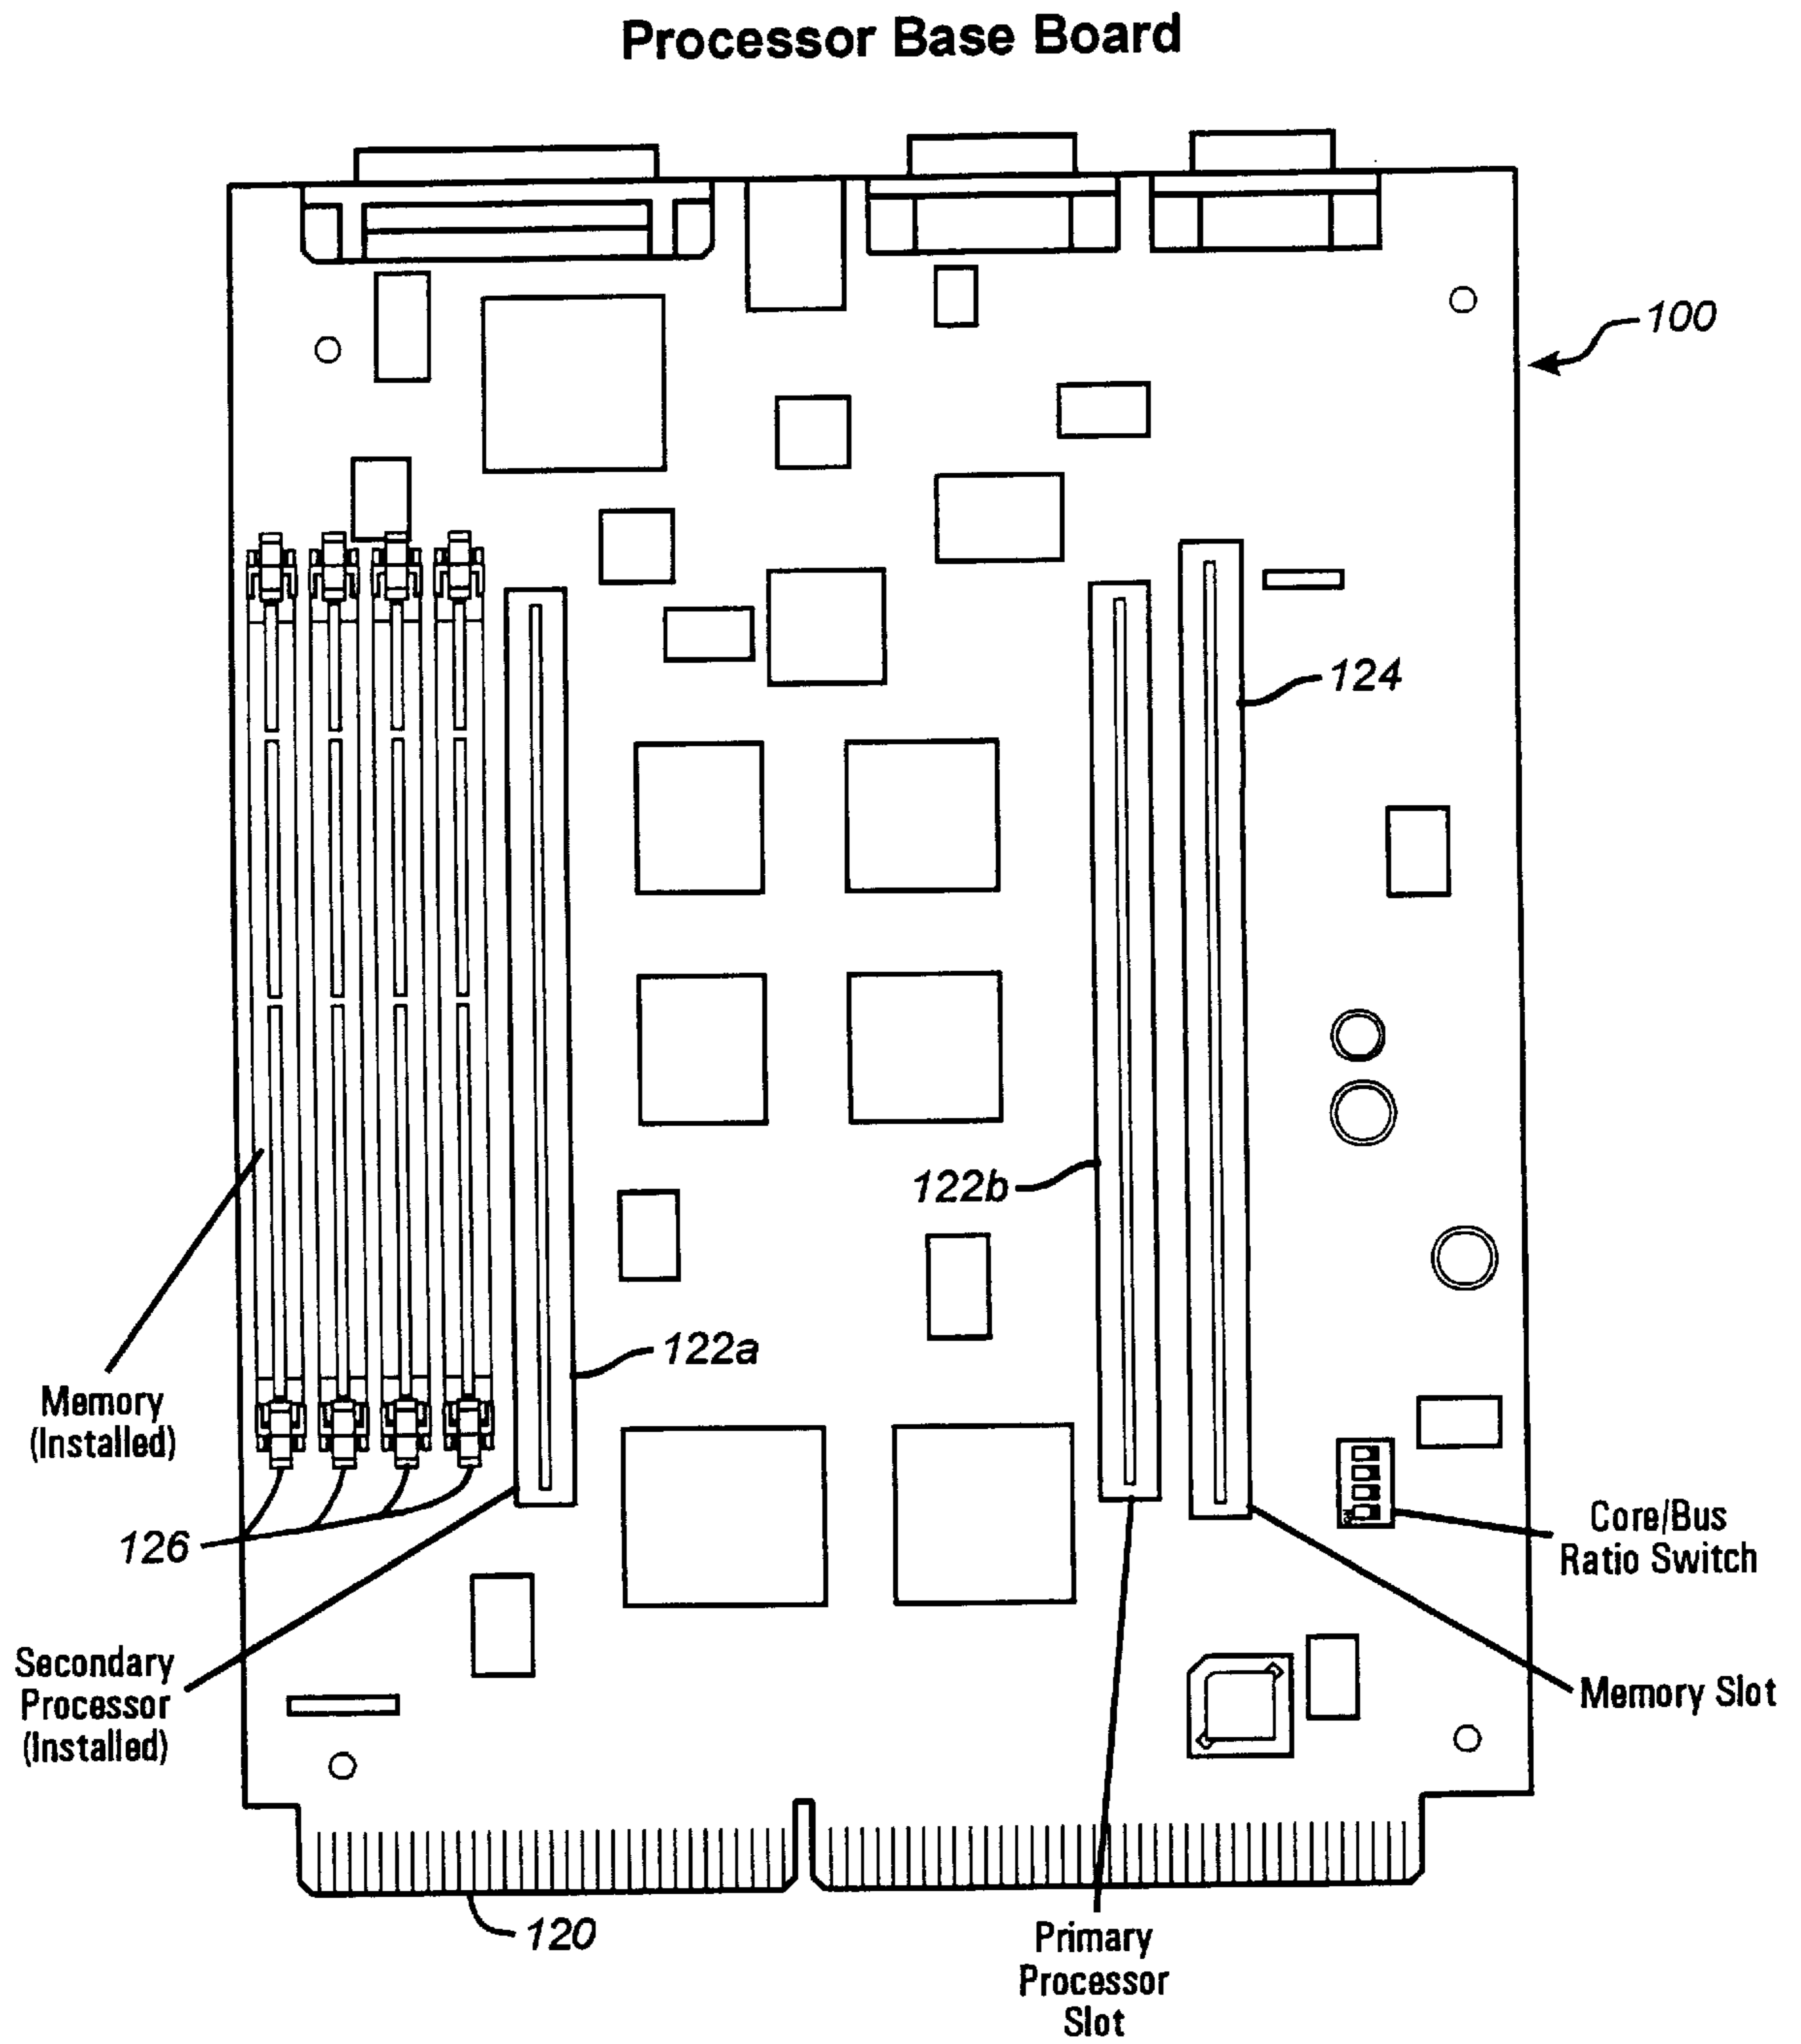 Processor Base Board
100
124
122b
122a
Memory
(Installed)
126
Core/Bus
Ratio Switch
Secondary
Processor
(Installed)
Memory Slot
120
Primary
Processor
Slot